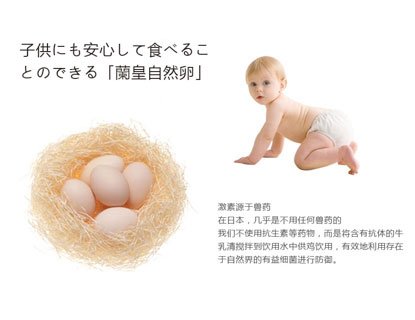 子供にも安心して食べるこ
とのできる「蘭皇自然卵」
激素源于兽药
在日本，几乎是不用任何兽药的
我们不使用抗生素等药物，而是将含有抗体的牛
乳清搅拌到饮用水中供鸡饮用，有效地利用存在
于自然界的有益细菌进行防御。